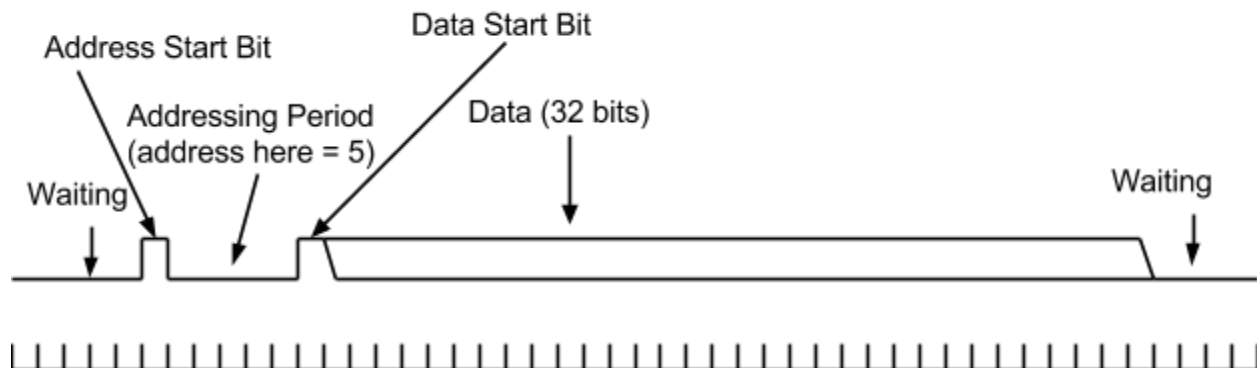 Address Start Bit
Data Start Bit
Addressing Period
(address here = 5)
Data (32 bits)
Waiting
Waiting